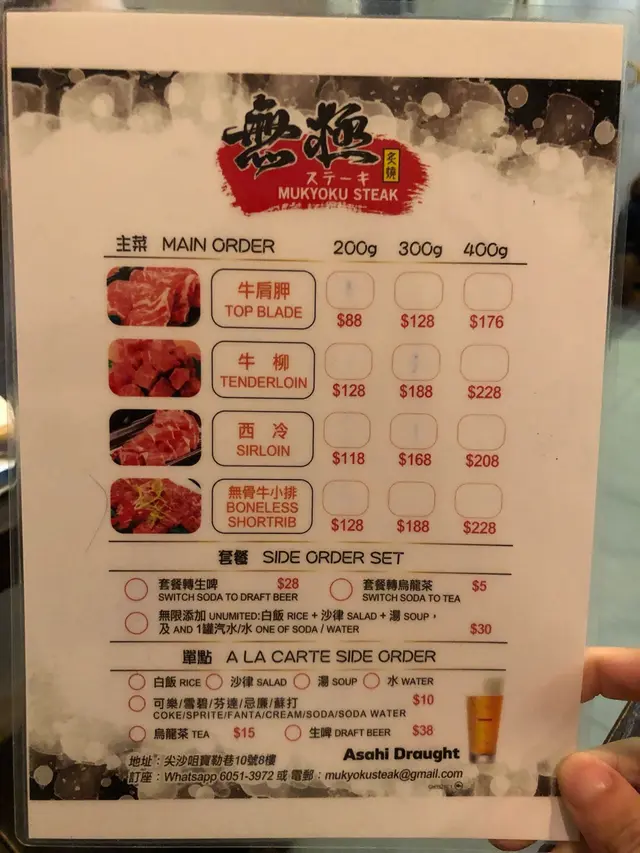 無極
炙燒
ステーキ
MUKYOKU STEAK
主菜 MAIN ORDER 200g 300g 400g
牛肩胛
TOP BLADE
$88 $128 $176
牛柳
TENDERLOIN
$128 $188 $228
西冷
SIRLOIN
$118 $168 $208
無骨牛小排
BONELESS
SHORTRIB
$128 $188 $228
套餐 SIDE ORDER SET
套餐轉生啤 $28 套餐轉烏龍茶 $5
SWITCH SODA TO DRAFT BEER SWITCH SODA TO TEA
無限添加 UNUMITED:白飯 RICE + 沙律 SALAD + 湯 SOUP,
及 AND 1罐汽水/水 ONE OF SODA / WATER $30
單點 A LA CARTE SIDE ORDER
白飯 RICE 沙律 SALAD 湯 SOUP 水 WATER
可樂/雪碧/芬達/忌廉/蘇打 $10
COKE/SPRITE/FANTA/CREAM/SODA/SODA WATER
烏龍茶 TEA $15 生啤 DRAFT BEER $38
Asahi Draught
地址:尖沙咀寶勒巷10號8樓
訂座:Whatsapp 6051-3972 或 電郵:mukyokusteak@gmail.com